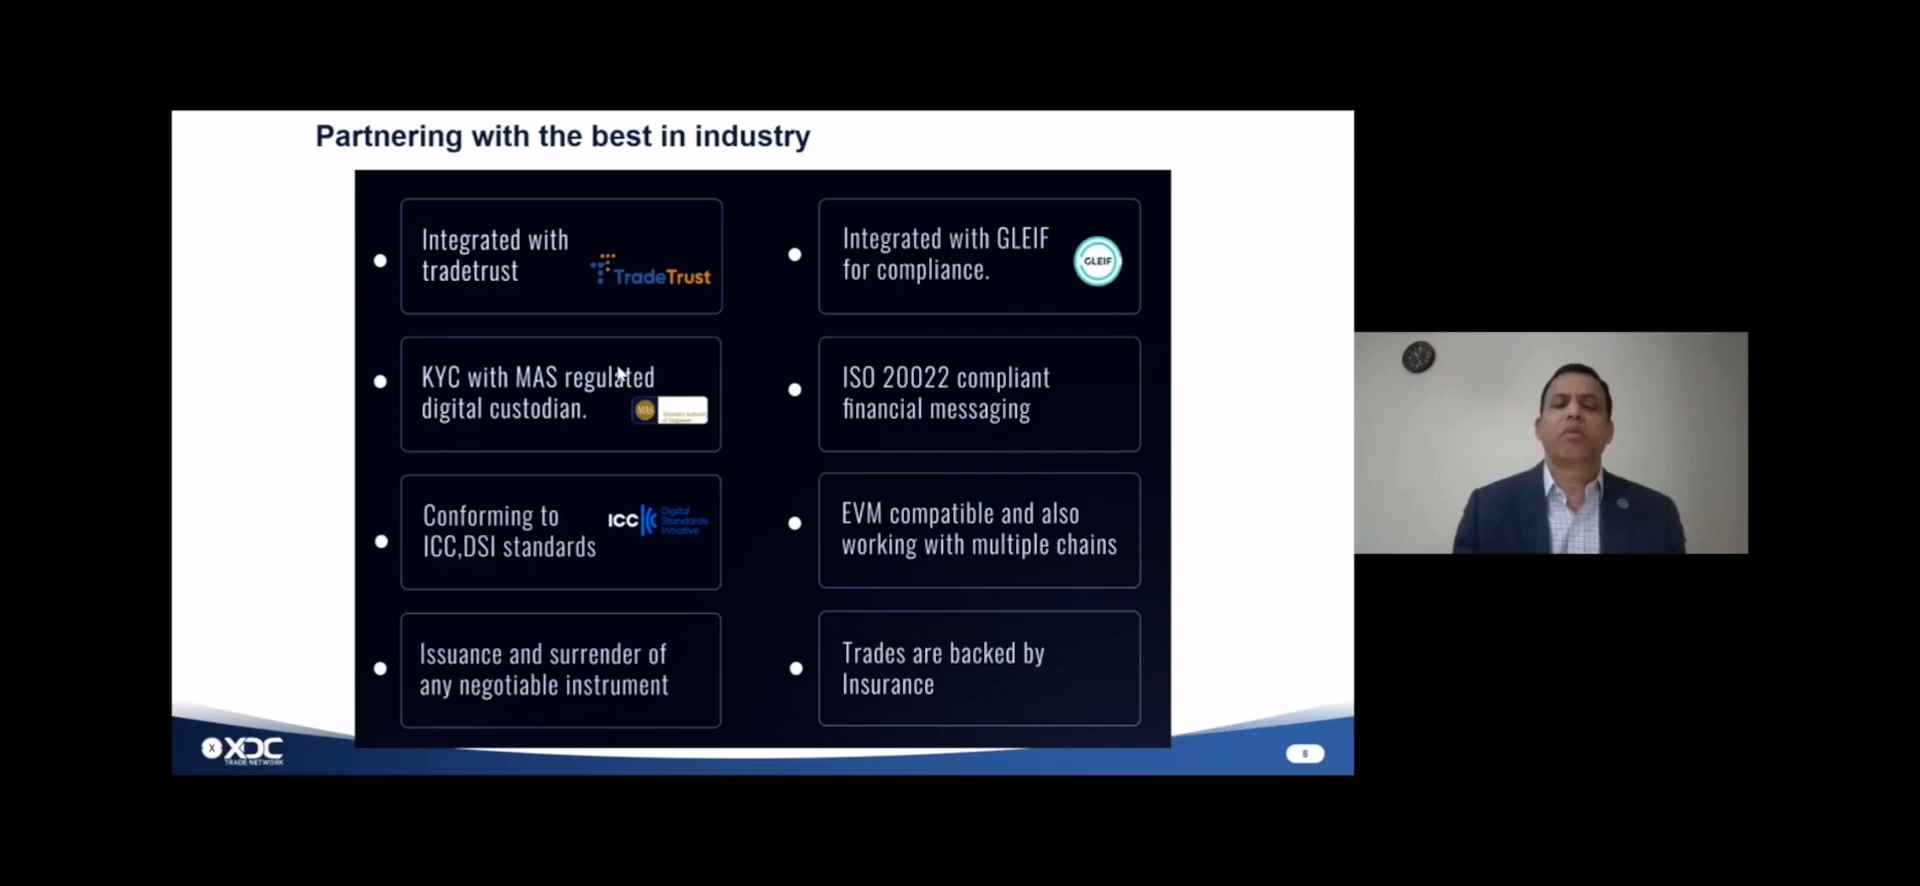 Partnering with the best in industry
Integrated with
tradetrust
TradeTrust
Integrated with GLEIF
for compliance.
GLEIF
KYC with MAS regulated
digital custodian.
MAS
ISO 20022 compliant
financial messaging
Conforming to
ICC,DSI standards
ICC
Digital
Standards
Initiative
EVM compatible and also
working with multiple chains
Issuance and surrender of
any negotiable instrument
Trades are backed by
Insurance
X XDC
TRADE NETWORK
8